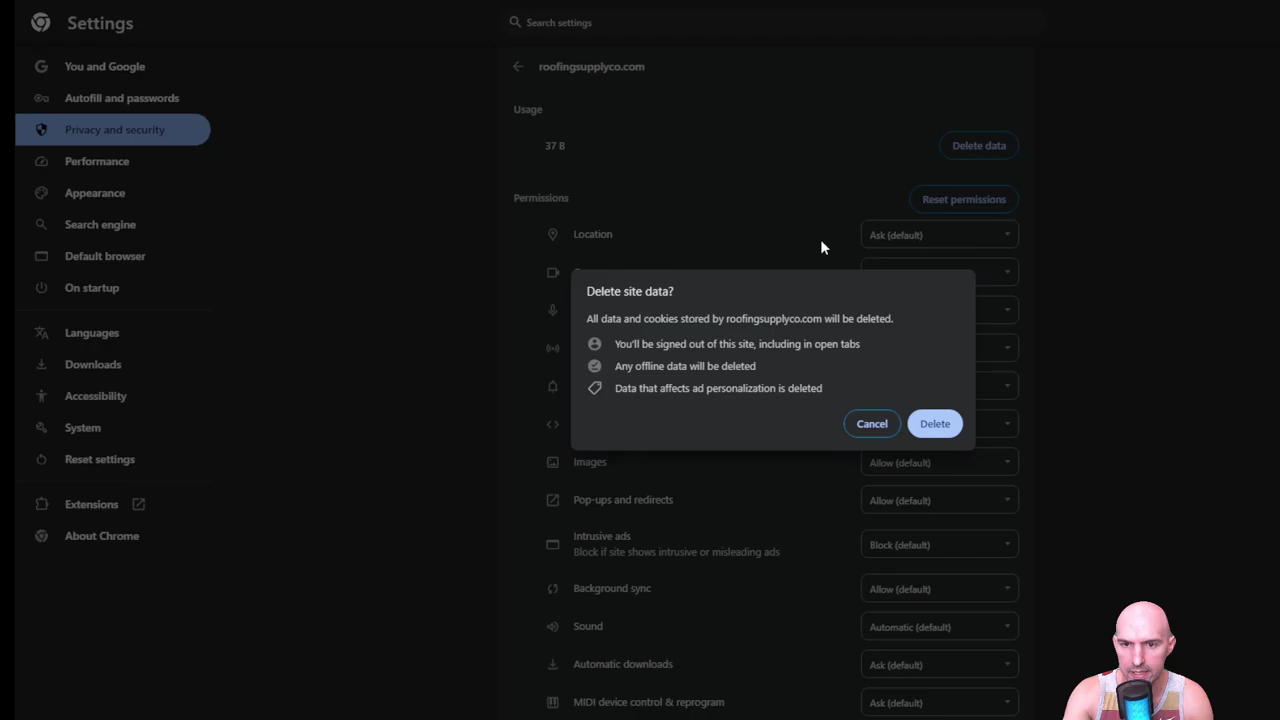 Settings
Search settings
You and Google
Autofill and passwords
Privacy and security
Performance
Appearance
Search engine
Default browser
On startup
Languages
Downloads
Accessibility
System
Reset settings
Extensions
About Chrome
roofingsupplyco.com
Usage
37 B
Delete data
Permissions
Reset permissions
Location
Ask (default)
Delete site data?
All data and cookies stored by roofingsupplyco.com will be deleted.
You'll be signed out of this site, including in open tabs
Any offline data will be deleted
Data that affects ad personalization is deleted
Cancel
Delete
Images
Allow (default)
Pop-ups and redirects
Allow (default)
Intrusive ads
Block if site shows intrusive or misleading ads
Block (default)
Background sync
Allow (default)
Sound
Automatic (default)
Automatic downloads
Ask (default)
MIDI device control & reprogram
Ask (default)